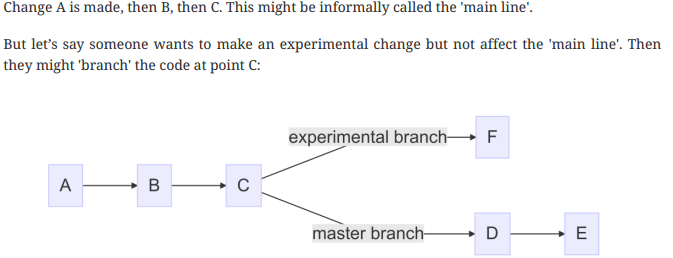 Change A is made, then B, then C. This might be informally called the 'main line'.
But let’s say someone wants to make an experimental change but not affect the 'main line'. Then
they might 'branch' the code at point C:
experimental branch
F
A
B
C
master branch
D
E